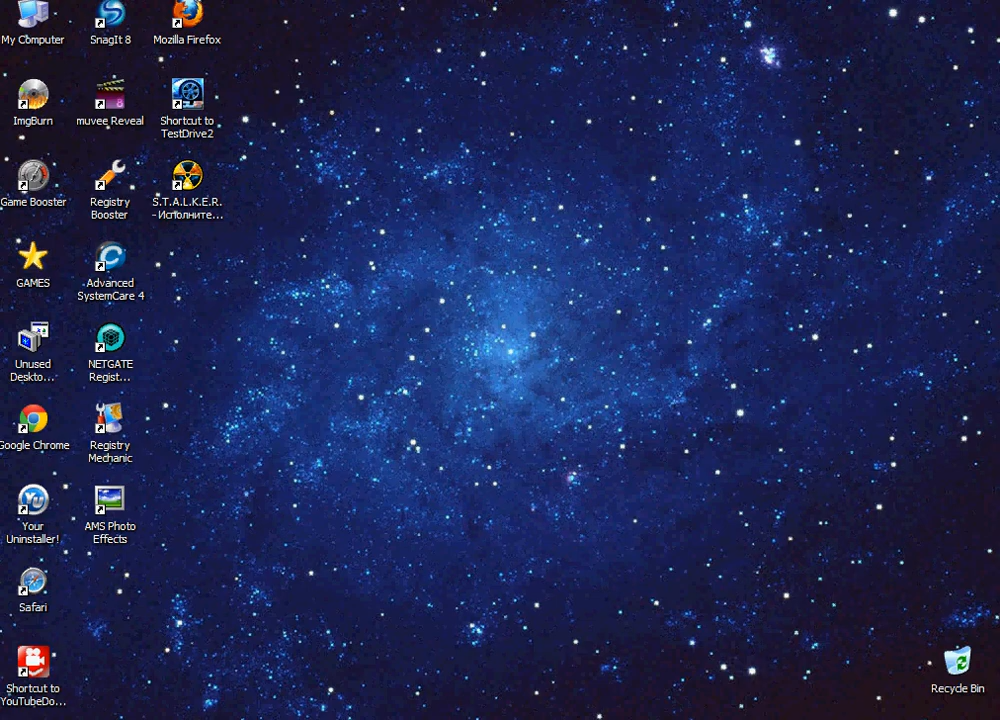 My Computer
SnagIt 8
Mozilla Firefox
ImgBurn
muvee Reveal
Shortcut to
TestDrive2
Game Booster
Registry
Booster
S.T.A.L.K.E.R.
- Исполните...
GAMES
Advanced
SystemCare 4
Unused
Deskto...
NETGATE
Regist...
Google Chrome
Registry
Mechanic
Your
Uninstaller!
AMS Photo
Effects
Safari
Shortcut to
YouTubeDo...
Recycle Bin